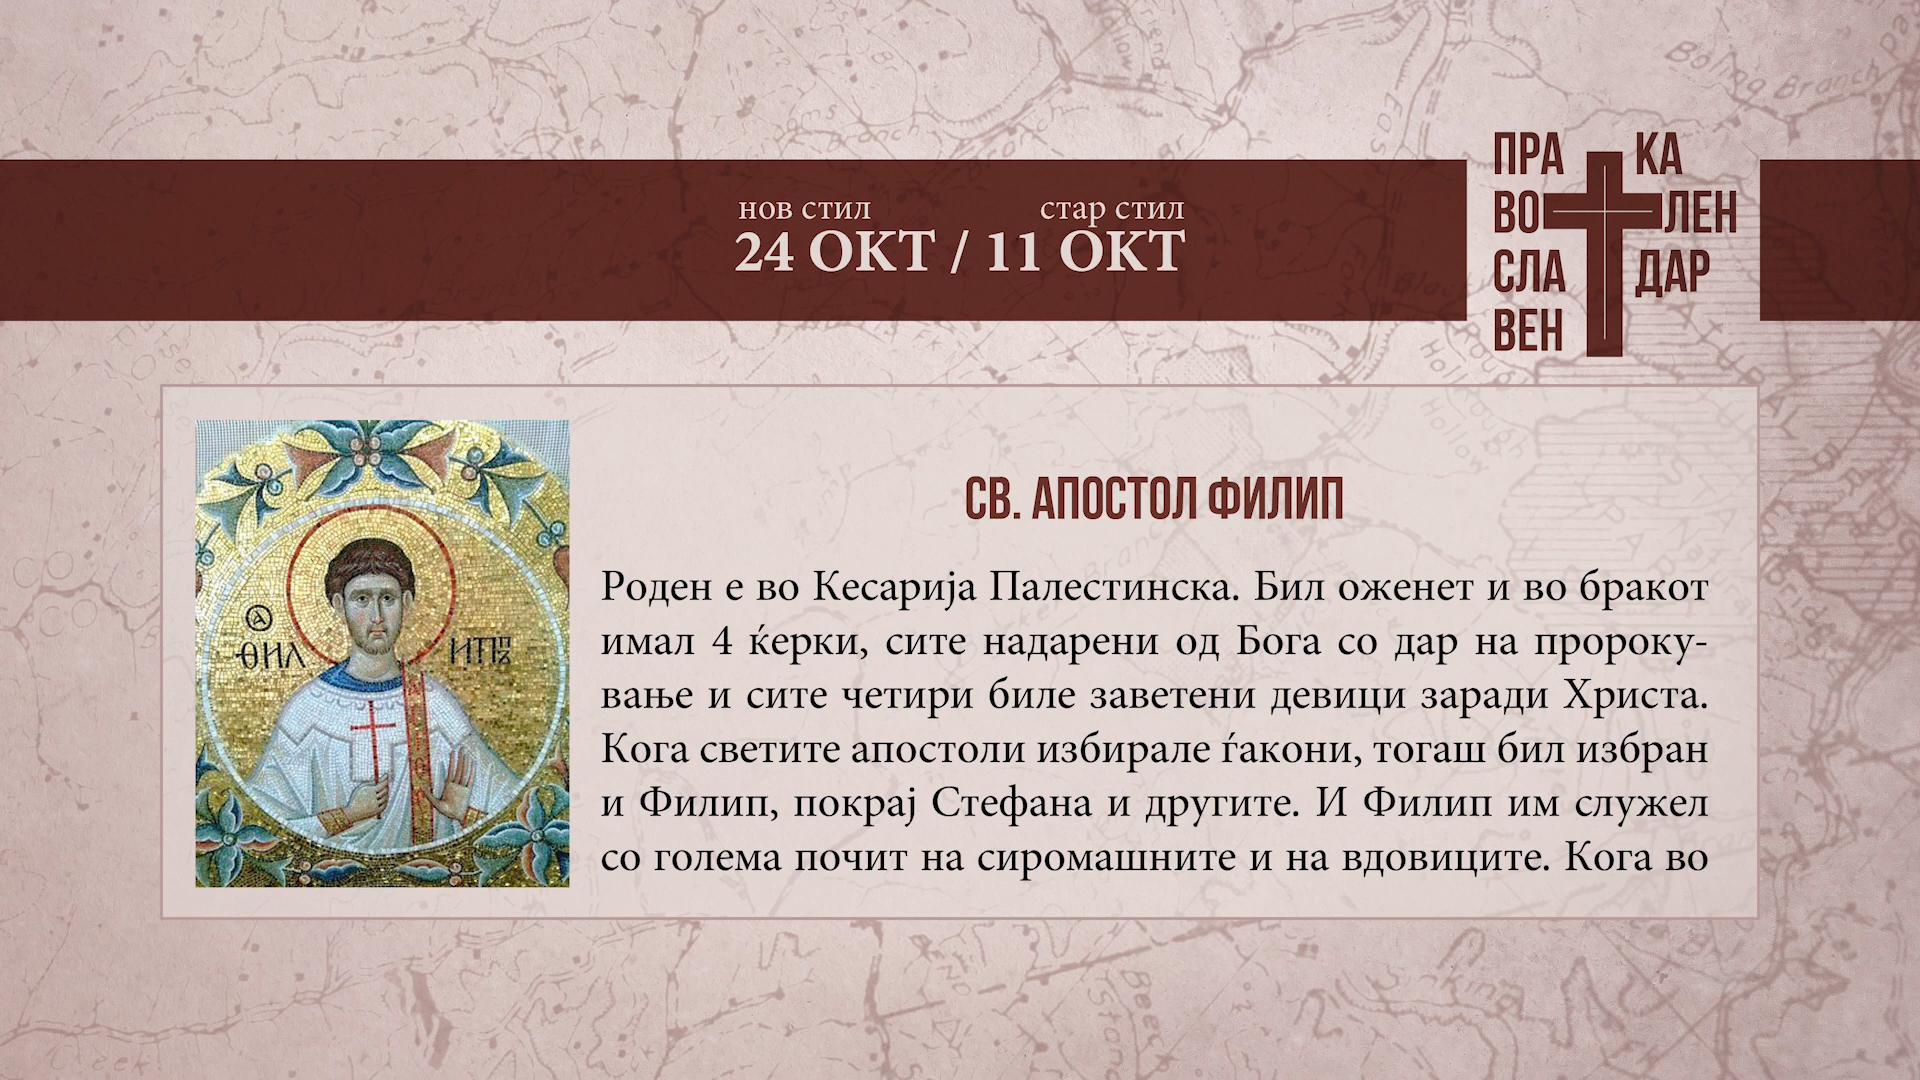 нов стил
стар стил
24 ОКТ / 11 ОКТ
ПРА
ВО
СЛА
ВЕН
КА
ЛЕН
ДАР
СВ. АПОСТОЛ ФИЛИП
Роден е во Кесарија Палестинска. Бил оженет и во бракот
имал 4 ќерки, сите надарени од Бога со дар на пророку-
вање и сите четири биле заветени девици заради Христа.
Кога светите апостоли избирале ѓакони, тогаш бил избран
и Филип, покрај Стефана и другите. И Филип им служел
со голема почит на сиромашните и на вдовиците. Кога во